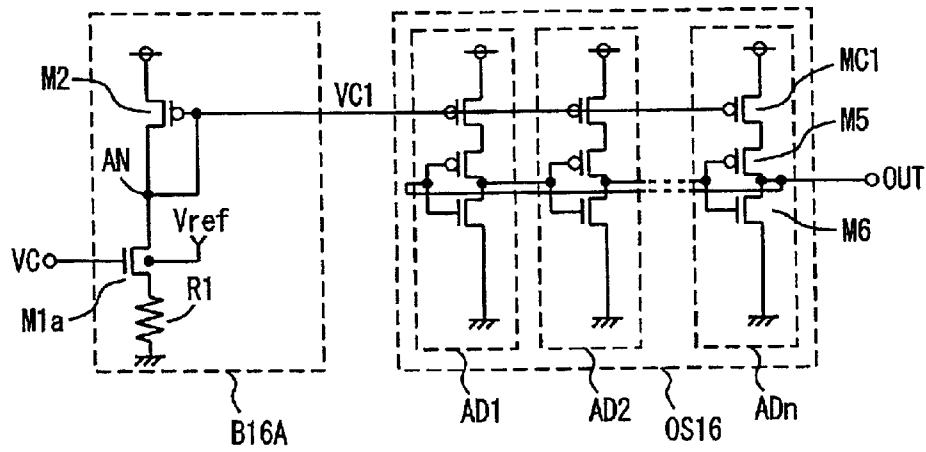 M2
VC1
MC1
M5
AN
OUT
Vref
VC
M6
R1
M1a
AD1
AD2
ADn
B16A
OS16